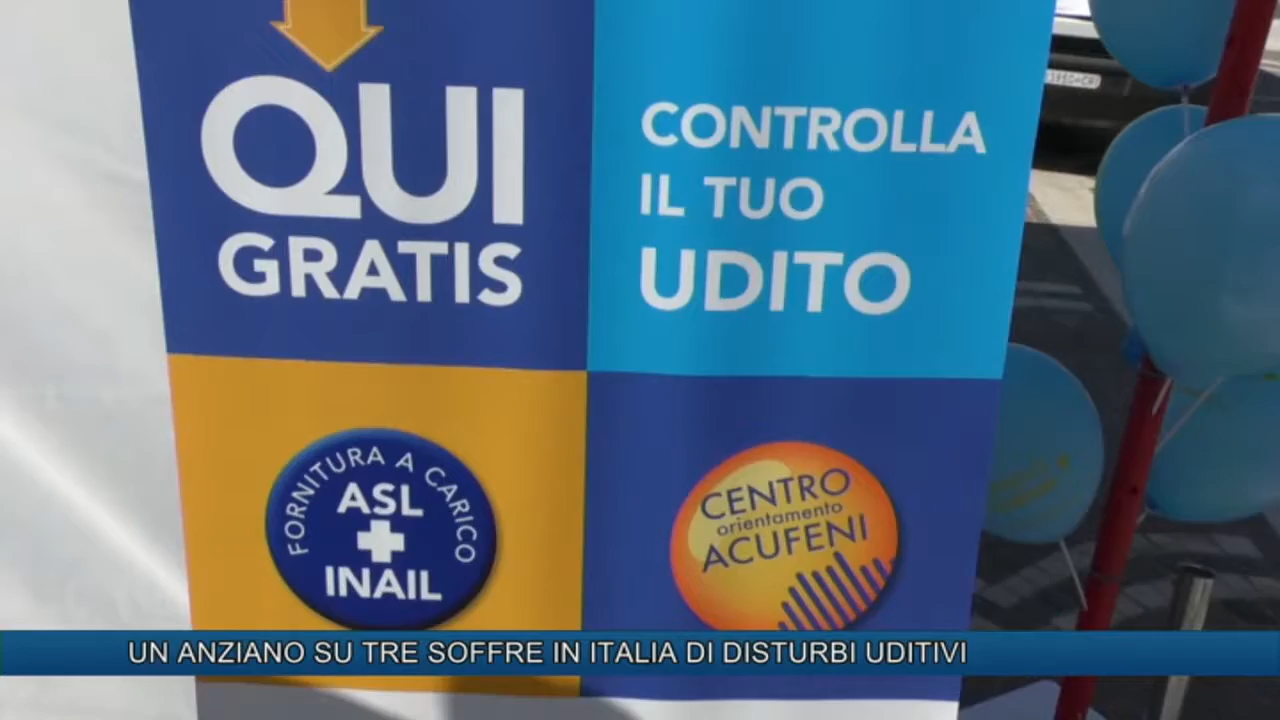 QUI
GRATIS
CONTROLLA
IL TUO
UDITO
FORNITURA A CARICO
ASL
INAIL
CENTRO
orientamento
ACUFENI
UN ANZIANO SU TRE SOFFRE IN ITALIA DI DISTURBI UDITIVI